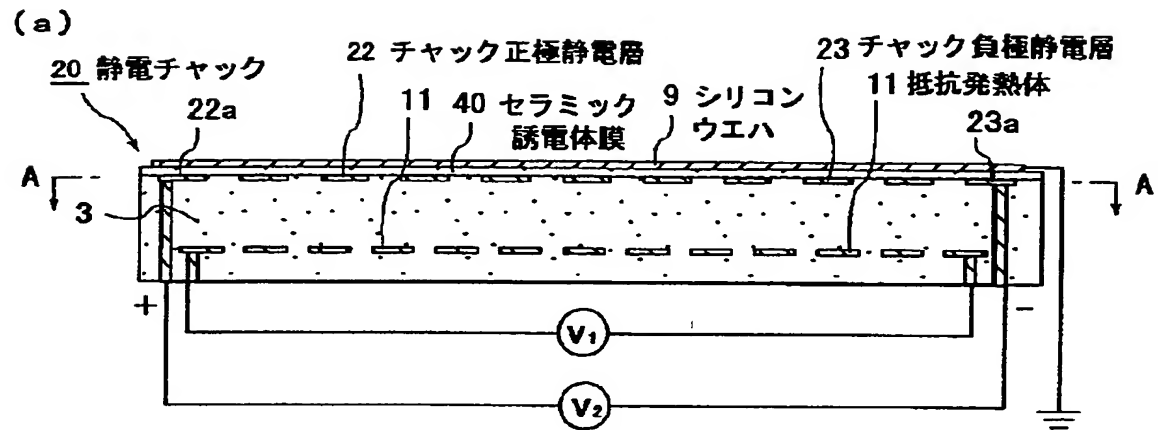 (a)
20 静電チャック
22 チャック正極静電層
23 チャック負極静電層
22a
11
40 セラミック
誘電体膜
9 シリコン
ウエハ
11 抵抗発熱体
23a
A
A
3
+
-
V1
V2